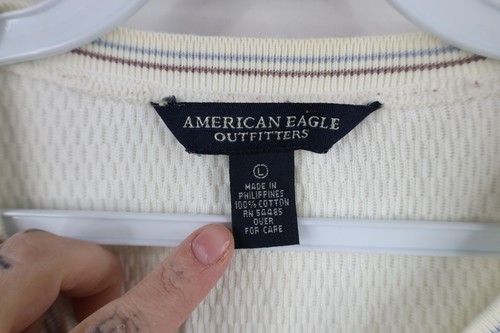 AMERICAN EAGLE
OUTFITTERS
L
MADE IN
PHILIPPINES
100% COTTON
RN 54485
OVER
FOR CARE